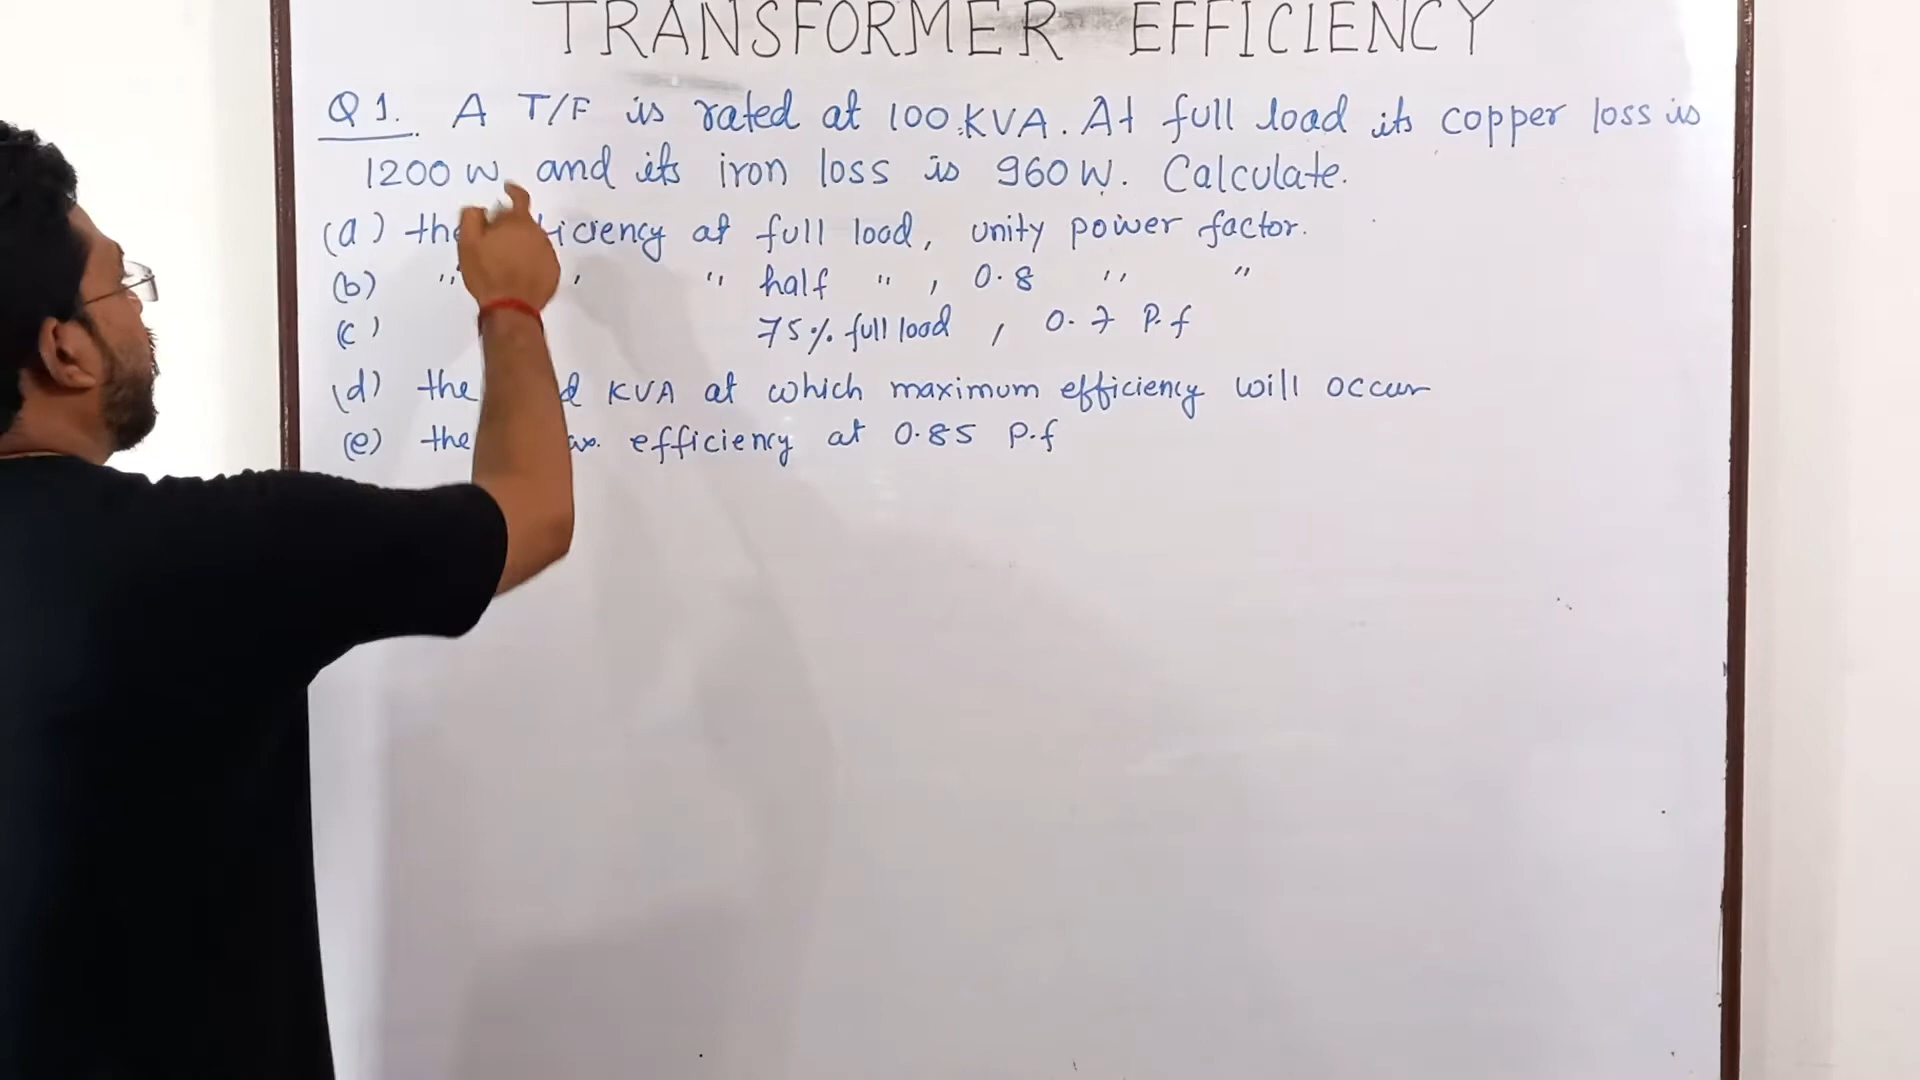 TRANSFORMER EFFICIENCY
Q1. A T/F is rated at 100 KVA. At full load its copper loss is
1200 W and its iron loss is 960 W. Calculate.
(a) the at full load, unity power factor.
(b) " " half " , 0.8 " "
(c) 75% full load , 0.7 P.f
(d) the KVA at which maximum efficiency will occur
(e) the efficiency at 0.85 P.f